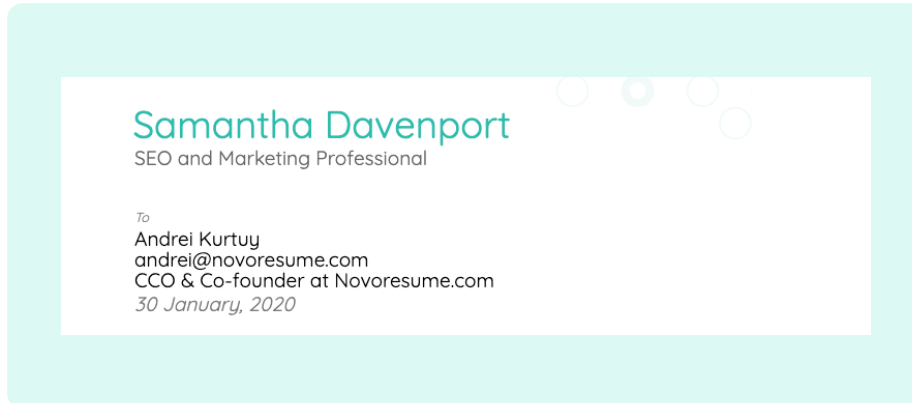 Samantha Davenport
SEO and Marketing Professional
To
Andrei Kurtuy
andrei@novoresume.com
CCO & Co-founder at Novoresume.com
30 January, 2020